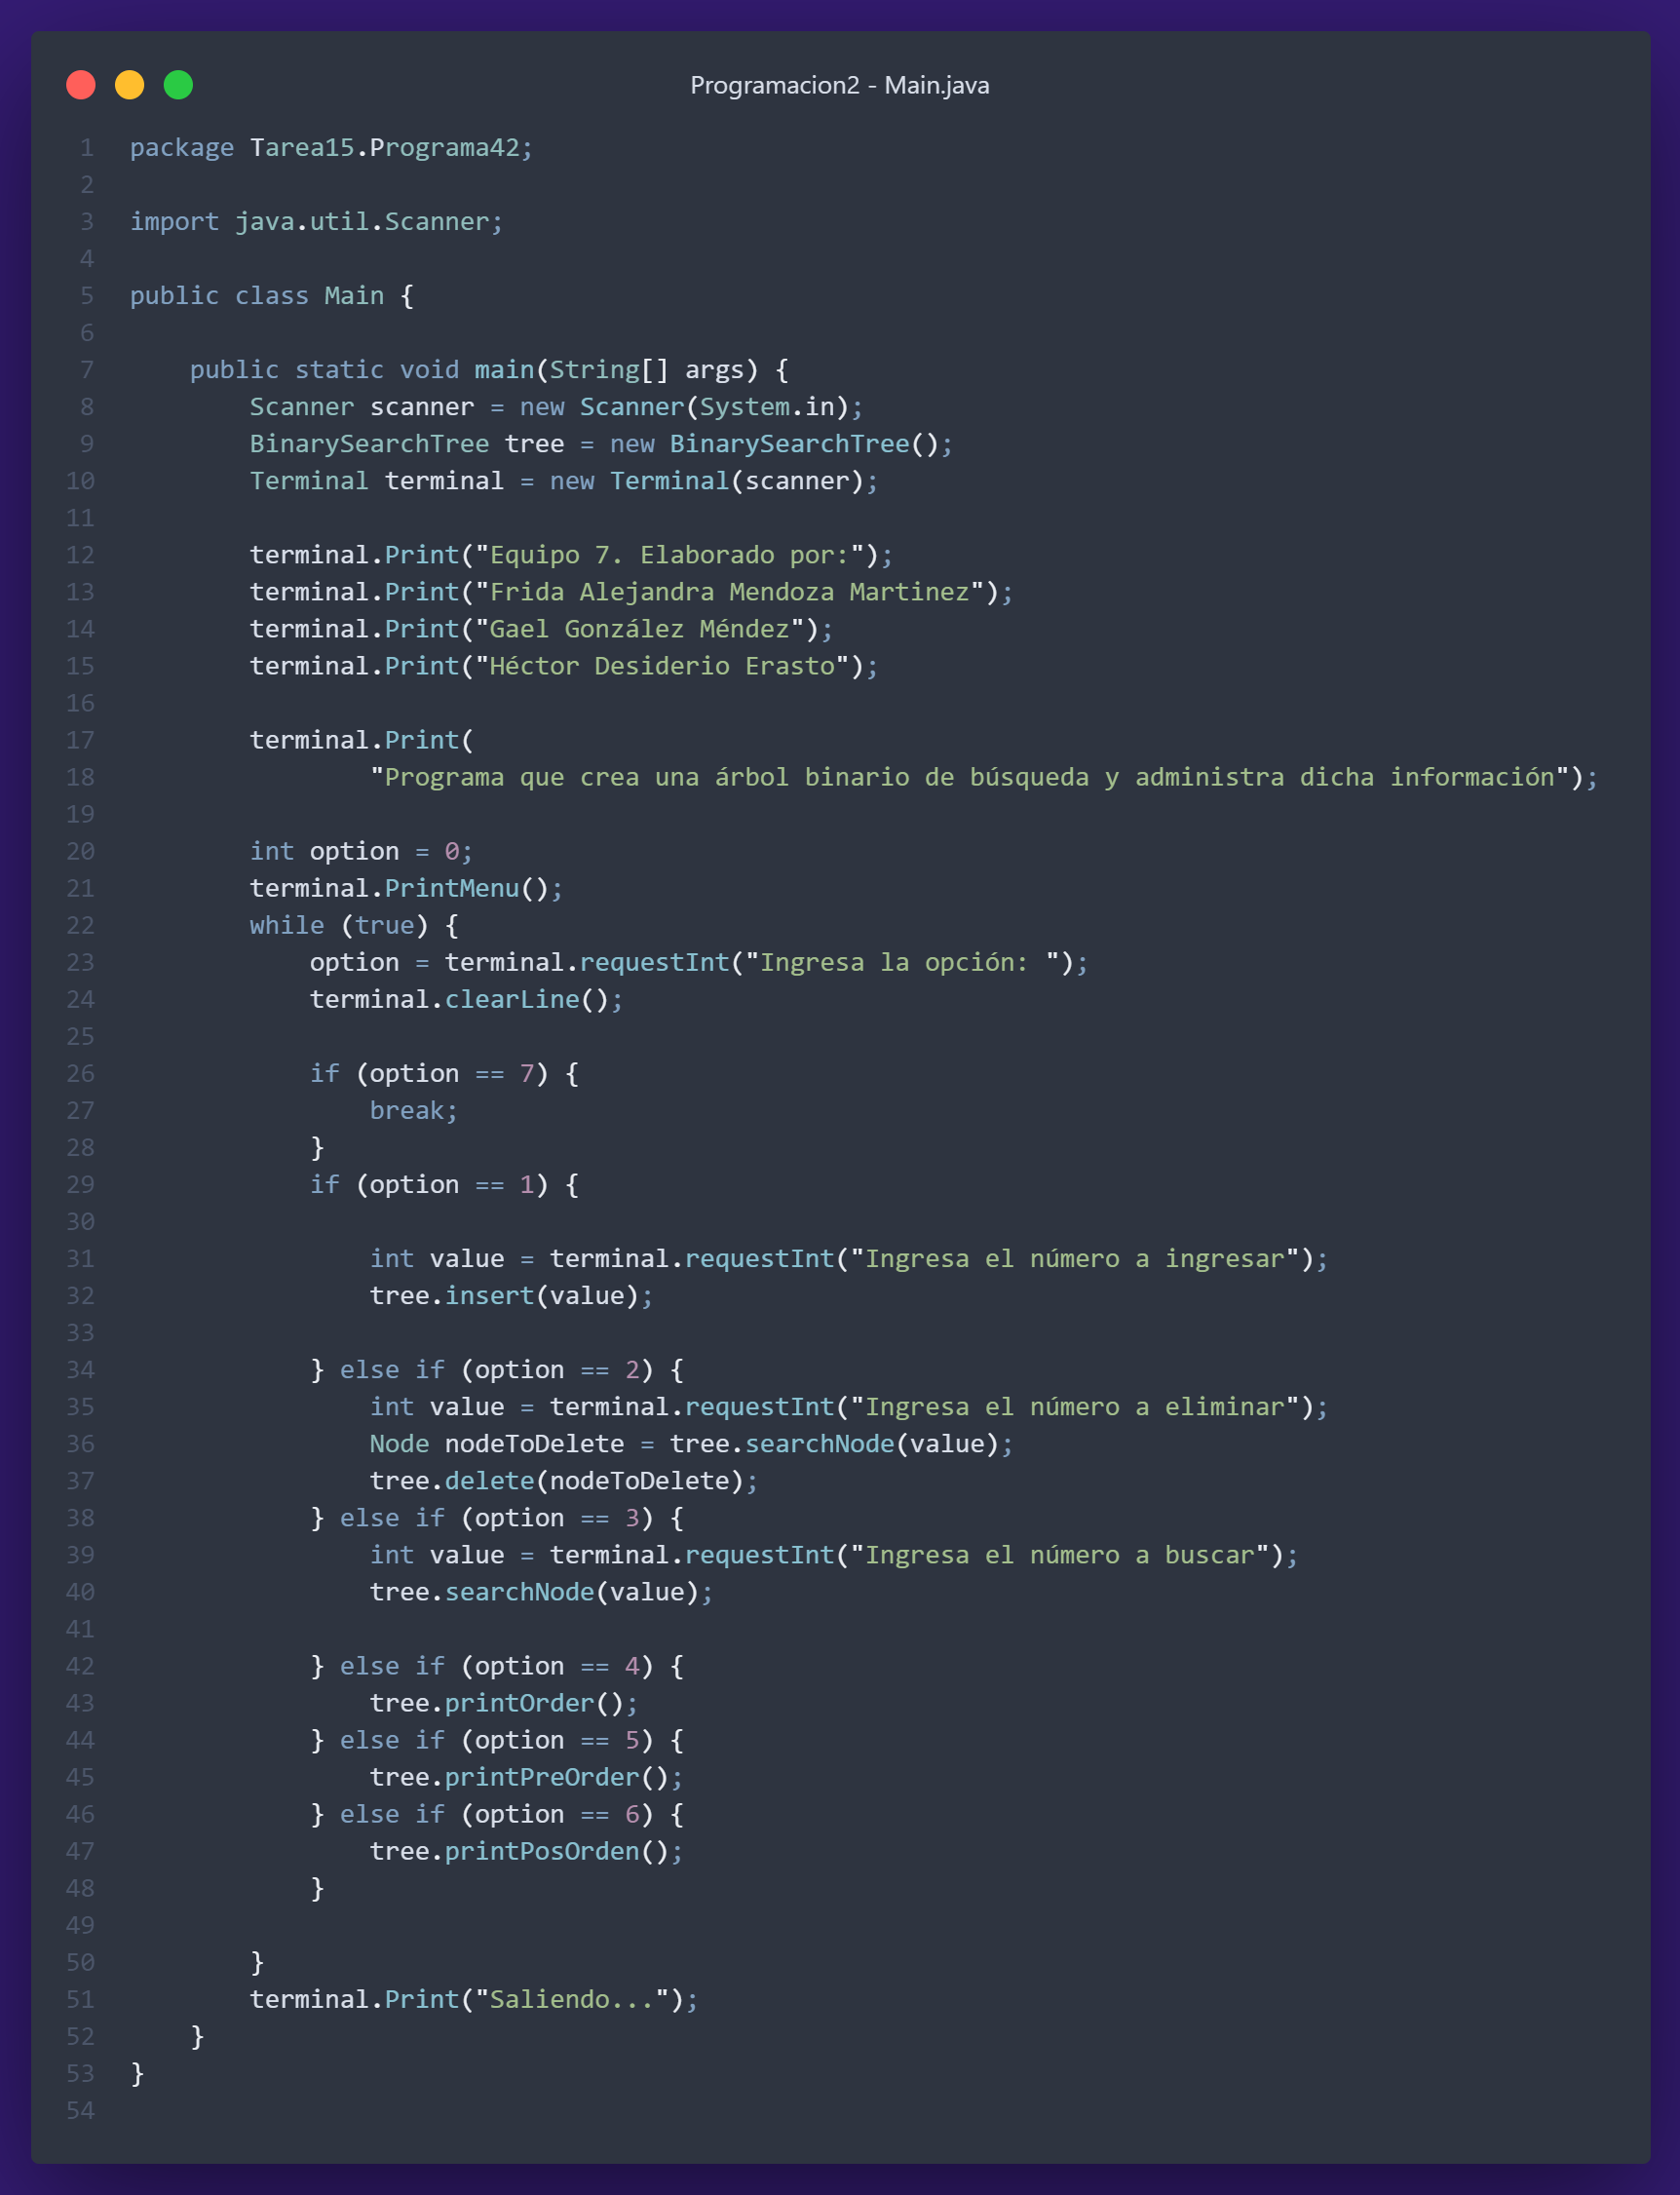 Programacion2 - Main.java
1 package Tarea15.Programa42;
2
3 import java.util.Scanner;
4
5 public class Main {
6
7     public static void main(String[] args) {
8         Scanner scanner = new Scanner(System.in);
9         BinarySearchTree tree = new BinarySearchTree();
10         Terminal terminal = new Terminal(scanner);
11
12         terminal.Print("Equipo 7. Elaborado por:");
13         terminal.Print("Frida Alejandra Mendoza Martinez");
14         terminal.Print("Gael González Méndez");
15         terminal.Print("Héctor Desiderio Erasto");
16
17         terminal.Print(
18                 "Programa que crea una árbol binario de búsqueda y administra dicha información");
19
20         int option = 0;
21         terminal.PrintMenu();
22         while (true) {
23             option = terminal.requestInt("Ingresa la opción: ");
24             terminal.clearLine();
25
26             if (option == 7) {
27                 break;
28             }
29             if (option == 1) {
30
31                 int value = terminal.requestInt("Ingresa el número a ingresar");
32                 tree.insert(value);
33
34             } else if (option == 2) {
35                 int value = terminal.requestInt("Ingresa el número a eliminar");
36                 Node nodeToDelete = tree.searchNode(value);
37                 tree.delete(nodeToDelete);
38             } else if (option == 3) {
39                 int value = terminal.requestInt("Ingresa el número a buscar");
40                 tree.searchNode(value);
41
42             } else if (option == 4) {
43                 tree.printOrder();
44             } else if (option == 5) {
45                 tree.printPreOrder();
46             } else if (option == 6) {
47                 tree.printPosOrden();
48             }
49
50         }
51         terminal.Print("Saliendo...");
52     }
53 }
54